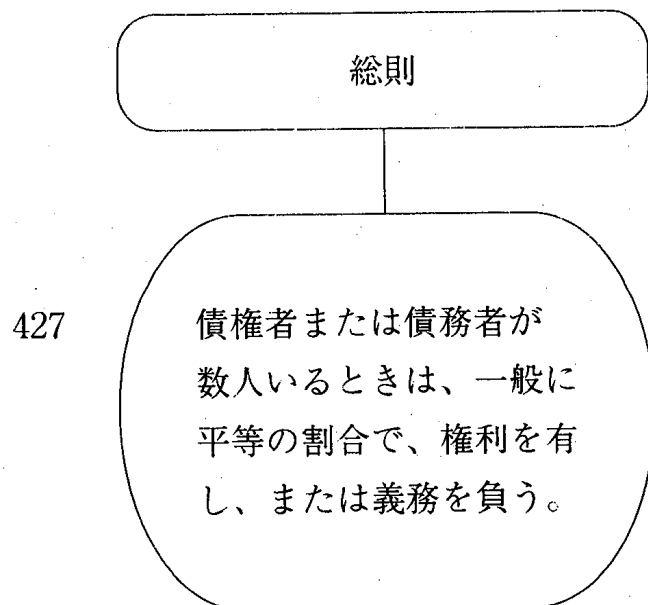 総則
427
債権者または債務者が
数人いるときは、一般に
平等の割合で、権利を有
し、または義務を負う。